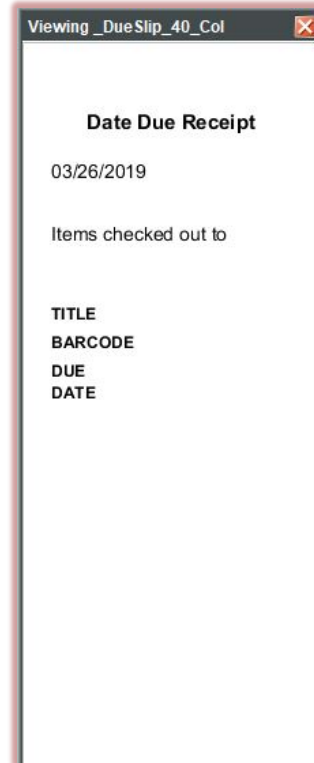 Viewing _DueSlip_40_Col
Date Due Receipt
03/26/2019
Items checked out to
TITLE
BARCODE
DUE
DATE